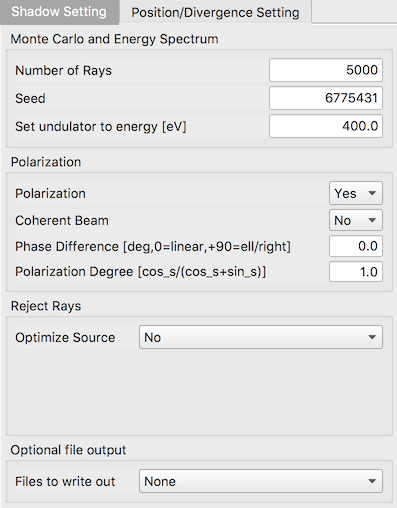 Shadow Setting Position/Divergence Setting
Monte Carlo and Energy Spectrum
Number of Rays 5000
Seed 6775431
Set undulator to energy [eV] 400.0
Polarization
Polarization Yes
Coherent Beam No
Phase Difference [deg,0=linear,+90=ell/right] 0.0
Polarization Degree [cos_s/(cos_s+sin_s)] 1.0
Reject Rays
Optimize Source No
Optional file output
Files to write out None